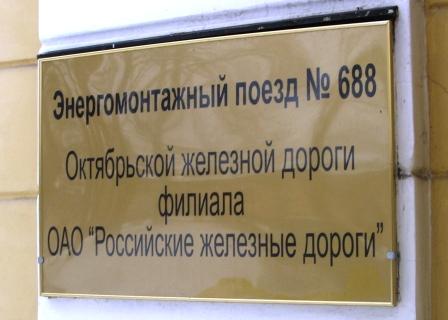 Энергомонтажный поезд № 688
Октябрьской железной дороги
филиала
ОАО “Российские железные дороги”